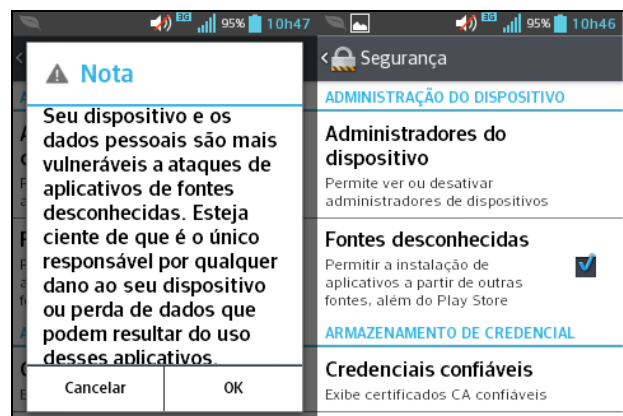 3G 95% 10h47
Nota
Seu dispositivo e os
dados pessoais são mais
vulneráveis a ataques de
aplicativos de fontes
desconhecidas. Esteja
ciente de que é o único
responsável por qualquer
dano ao seu dispositivo
ou perda de dados que
podem resultar do uso
desses aplicativos.
Cancelar OK
3G 95% 10h46
Segurança
ADMINISTRAÇÃO DO DISPOSITIVO
Administradores do
dispositivo
Permite ver ou desativar
administradores de dispositivos
Fontes desconhecidas
Permitir a instalação de
aplicativos a partir de outras
fontes, além do Play Store
ARMAZENAMENTO DE CREDENCIAL
Credenciais confiáveis
Exibe certificados CA confiáveis